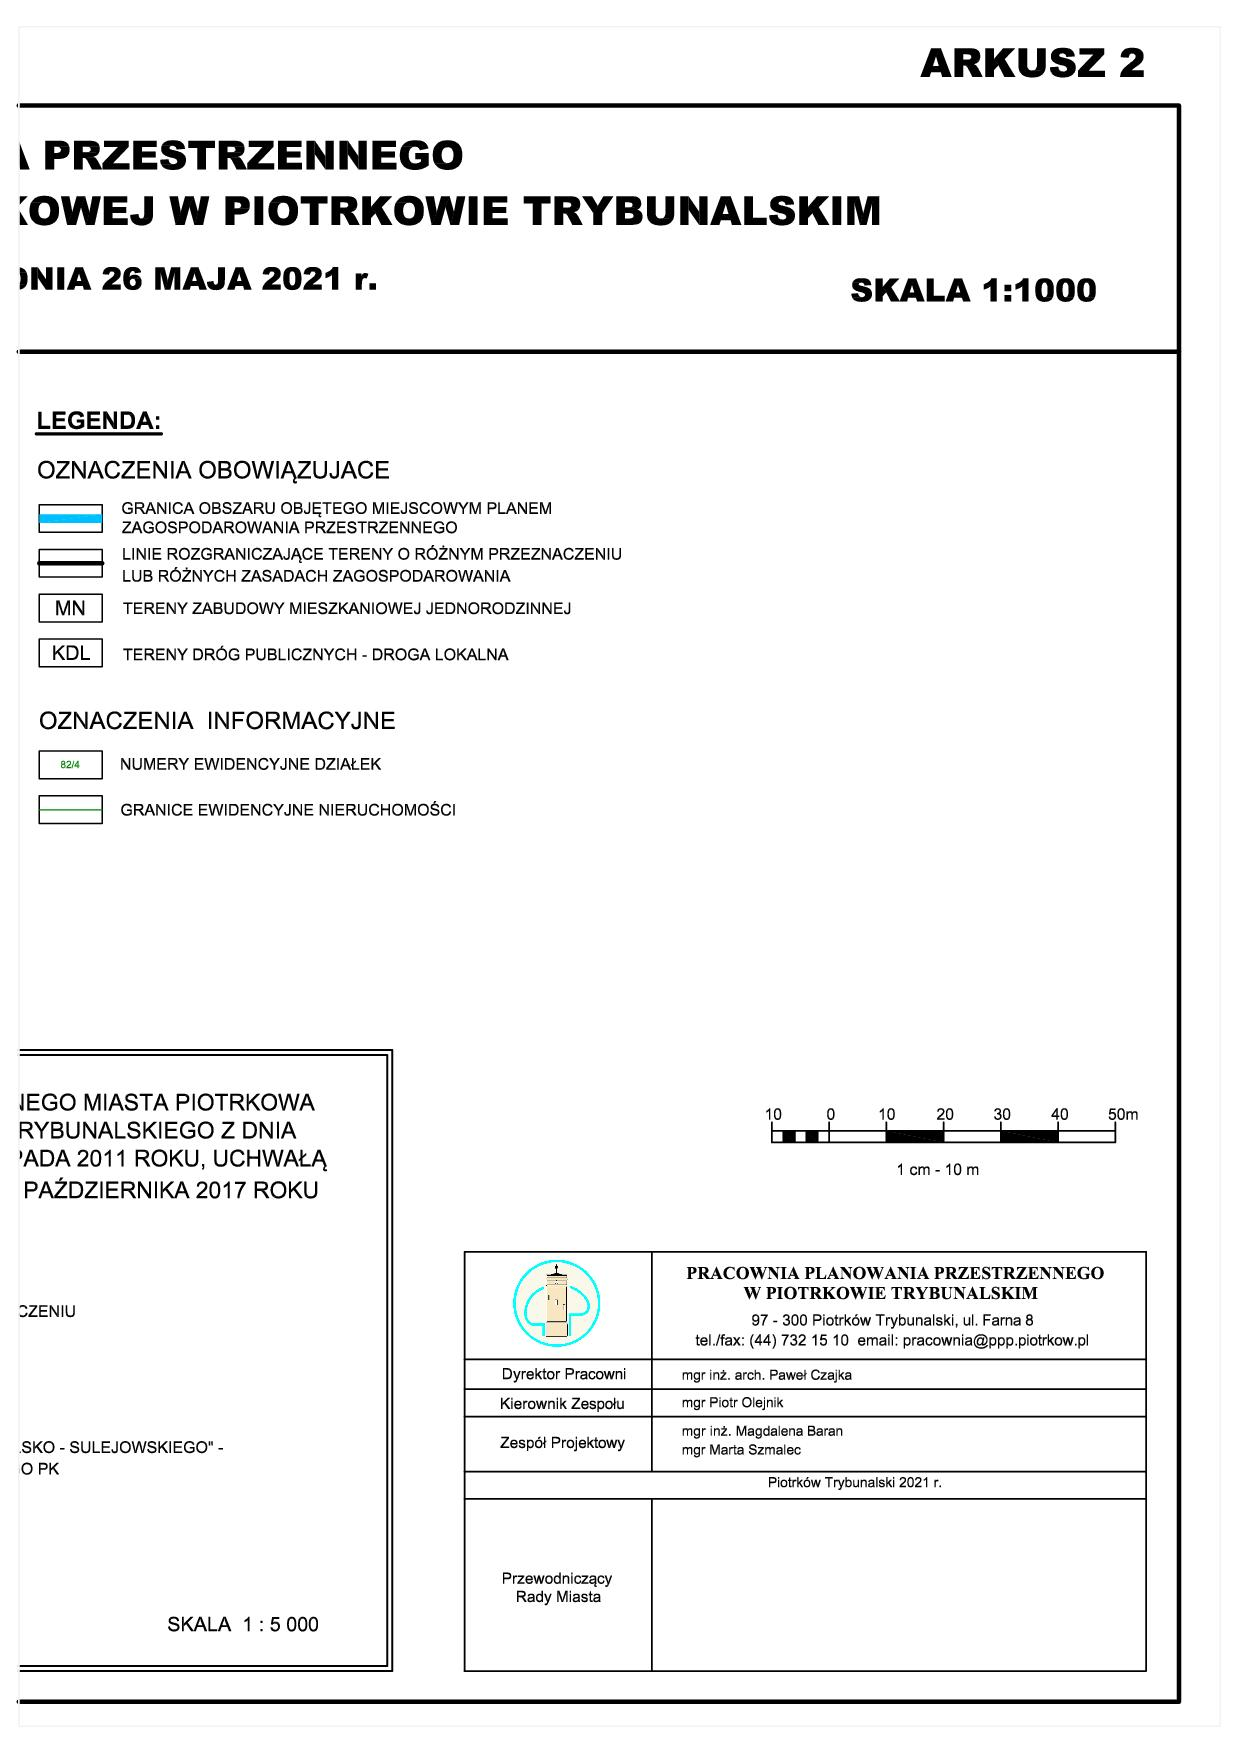 ARKUSZ 2
PRZESTRZENNEGO
KOWEJ W PIOTRKOWIE TRYBUNALSKIM
DNIA 26 MAJA 2021 r.
SKALA 1:1000
LEGENDA:
OZNACZENIA OBOWIĄZUJACE
GRANICA OBSZARU OBJĘTEGO MIEJSCOWYM PLANEM
ZAGOSPODAROWANIA PRZESTRZENNEGO
LINIE ROZGRANICZAJĄCE TERENY O RÓŻNYM PRZEZNACZENIU
LUB RÓŻNYCH ZASADACH ZAGOSPODAROWANIA
MN TERENY ZABUDOWY MIESZKANIOWEJ JEDNORODZINNEJ
KDL TERENY DRÓG PUBLICZNYCH - DROGA LOKALNA
OZNACZENIA INFORMACYJNE
82/4 NUMERY EWIDENCYJNE DZIAŁEK
GRANICE EWIDENCYJNE NIERUCHOMOŚCI
NEGO MIASTA PIOTRKOWA
RYBUNALSKIEGO Z DNIA
PADA 2011 ROKU, UCHWAŁĄ
PAŹDZIERNIKA 2017 ROKU
CZENIU
SKO - SULEJOWSKIEGO" -
O PK
SKALA 1 : 5 000
10 0 10 20 30 40 50m
1 cm - 10 m
PRACOWNIA PLANOWANIA PRZESTRZENNEGO
W PIOTRKOWIE TRYBUNALSKIM
97 - 300 Piotrków Trybunalski, ul. Farna 8
tel./fax: (44) 732 15 10 email: pracownia@ppp.piotrkow.pl
Dyrektor Pracowni mgr inż. arch. Paweł Czajka
Kierownik Zespołu mgr Piotr Olejnik
Zespół Projektowy
mgr inż. Magdalena Baran
mgr Marta Szmalec
Piotrków Trybunalski 2021 r.
Przewodniczący
Rady Miasta